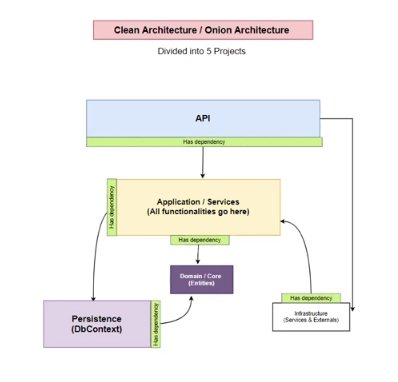 Clean Architecture / Onion Architecture
Divided into 5 Projects
API
Has dependency
Has dependency
Application / Services
(All functionalities go here)
Has dependency
Domain / Core
(Entities)
Has dependency
Persistence
(DbContext)
Has dependency
Infrastructure
(Services & Externals)